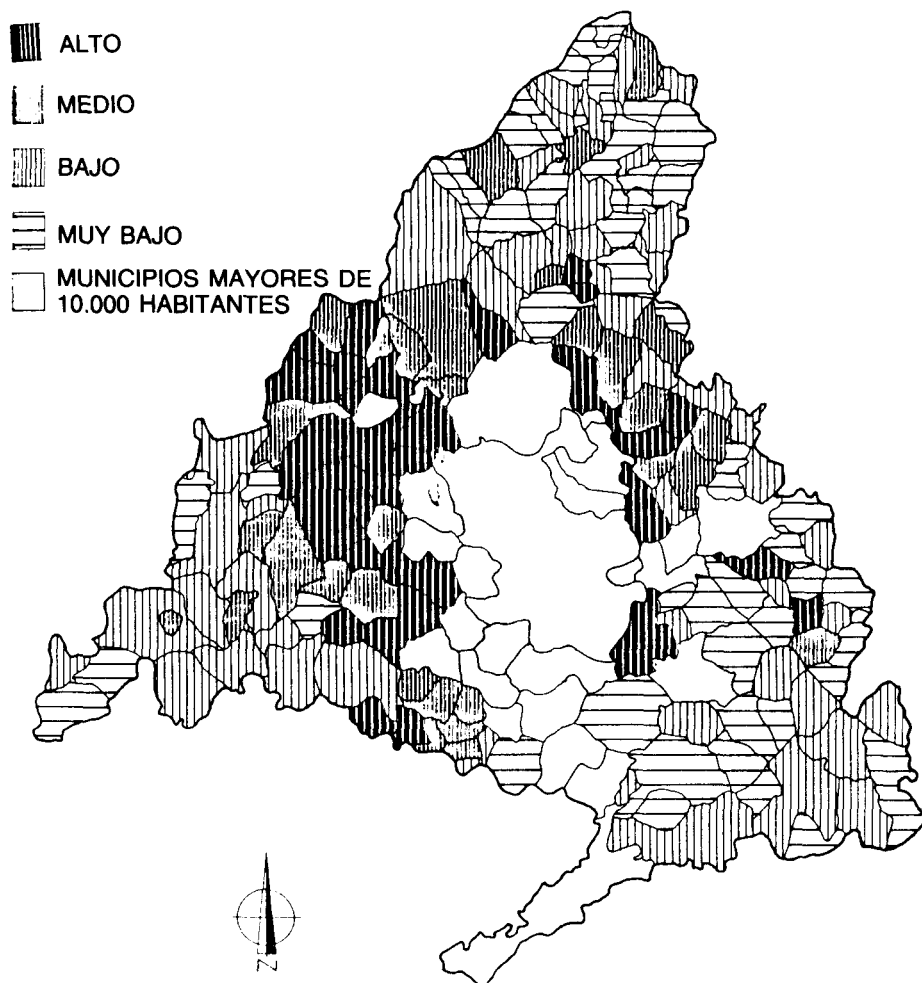 ALTO
MEDIO
BAJO
MUY BAJO
MUNICIPIOS MAYORES DE
10.000 HABITANTES
N